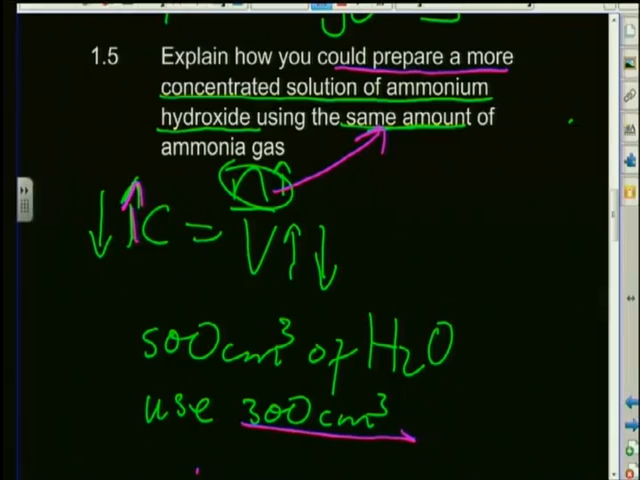 1.5 Explain how you could prepare a more
concentrated solution of ammonium
hydroxide using the same amount of
ammonia gas
n↑
↓ ↑C = 
V↑↓
500cm³ of H₂O
use 300cm³